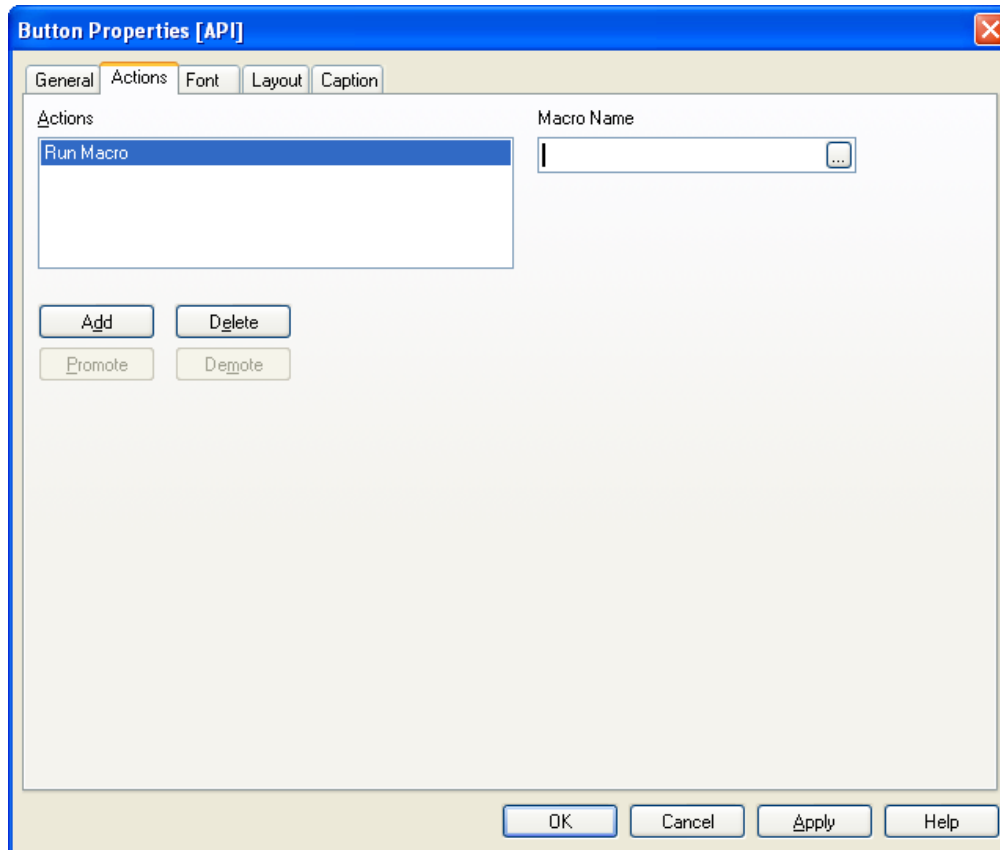 Button Properties [API]
General Actions Font Layout Caption
Actions Macro Name
Run Macro ...
Add Delete
Promote Demote
OK Cancel Apply Help